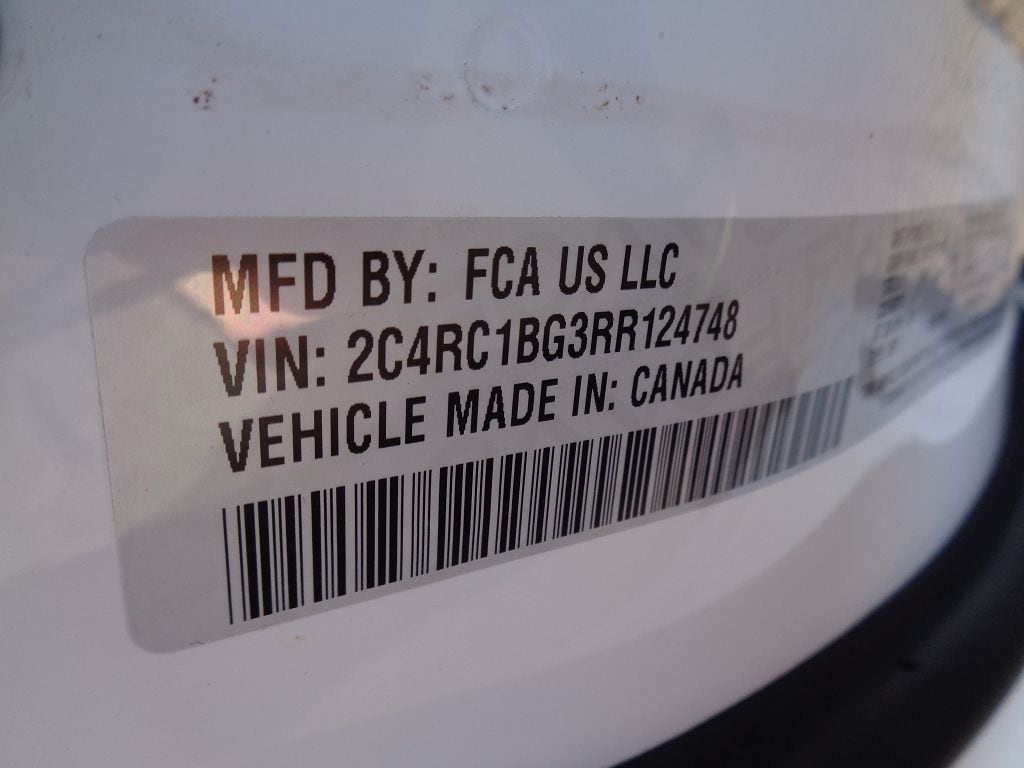 MFD BY: FCA US LLC
VIN: 2C4RC1BG3RR124748
VEHICLE MADE IN: CANADA